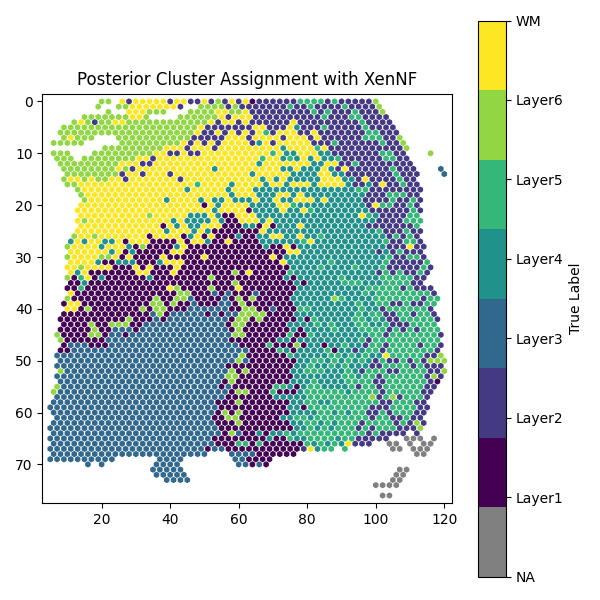 Posterior Cluster Assignment with XenNF
0
10
20
30
40
50
60
70
20
40
60
80
100
120
WM
Layer6
Layer5
Layer4
Layer3
Layer2
Layer1
NA
True Label